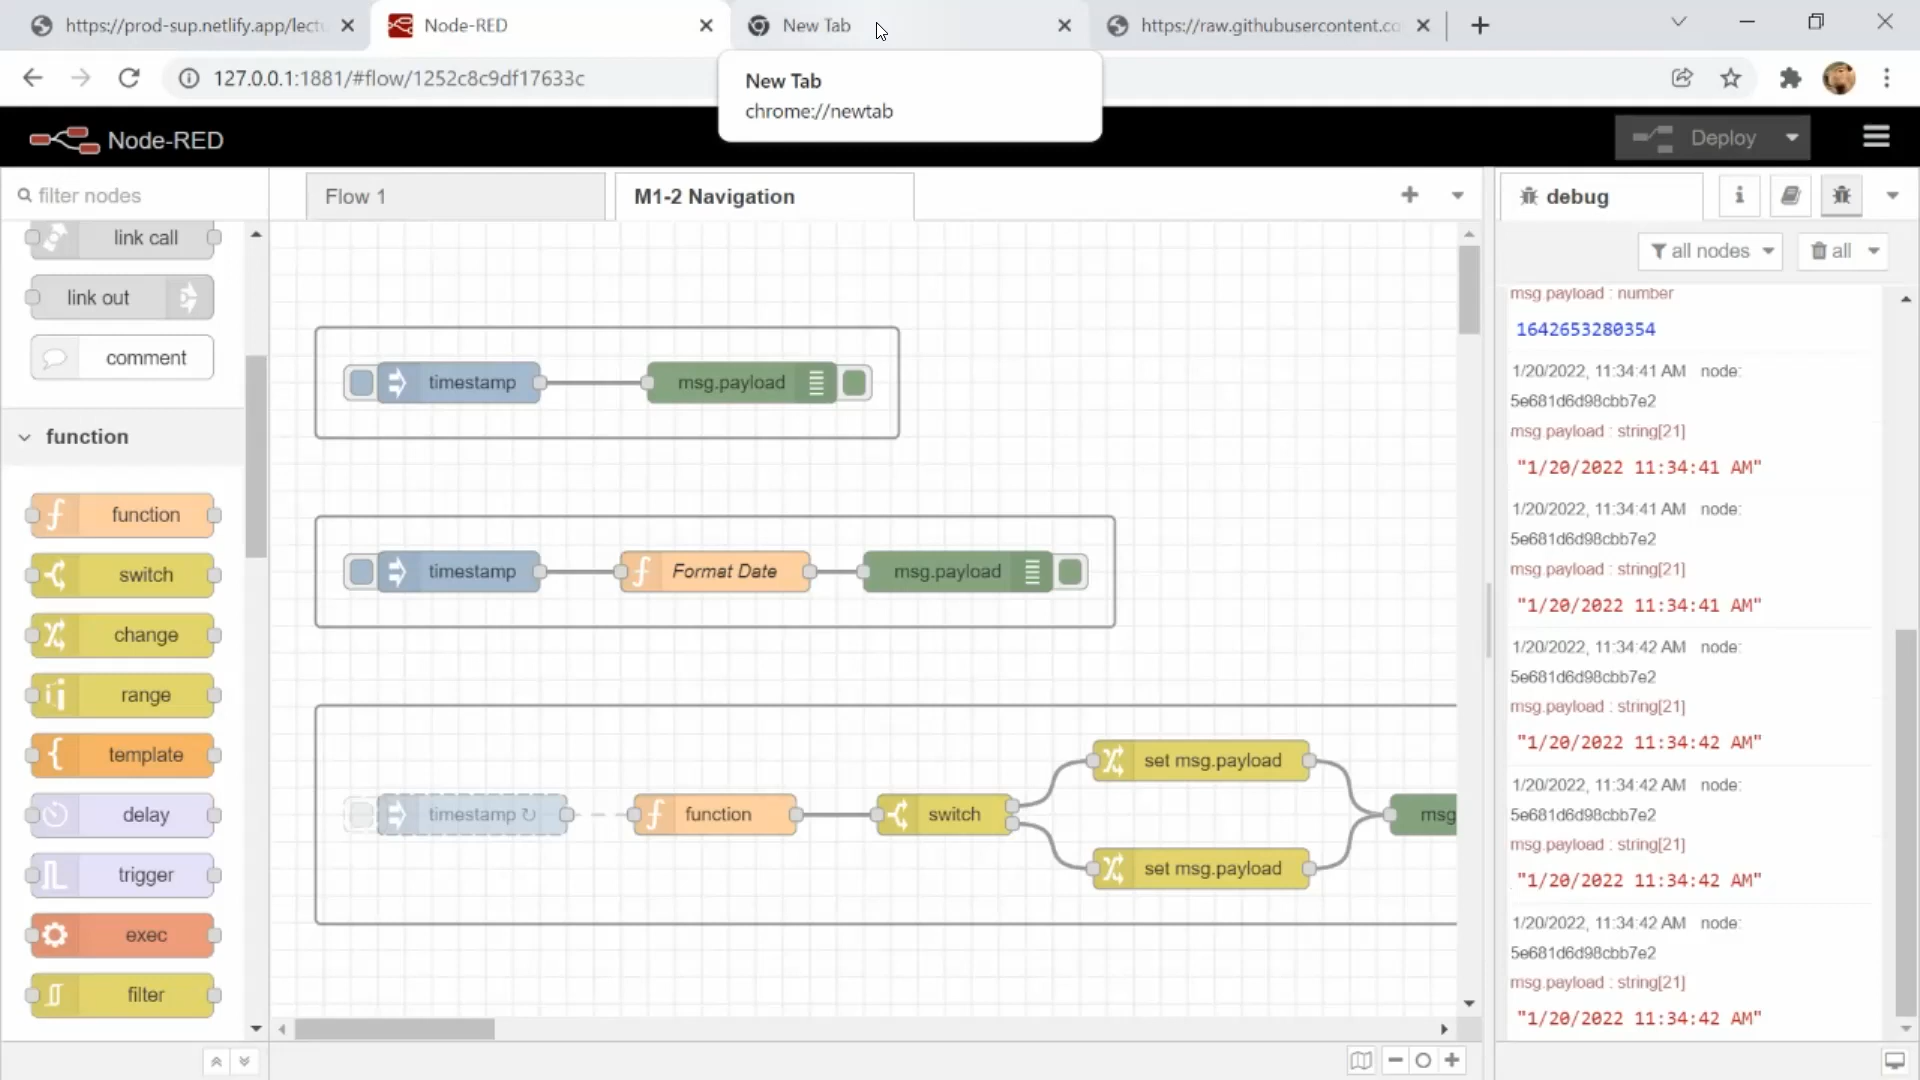 https://prod-sup.netlify.app/lectu
Node-RED
New Tab
https://raw.githubusercontent.co
127.0.0.1:1881/#flow/1252c8c9df17633c
New Tab
chrome://newtab
Node-RED
Deploy
filter nodes
Flow 1
M1-2 Navigation
debug
i
link call
link out
comment
function
function
switch
change
range
template
delay
trigger
exec
filter
all nodes
all
timestamp
msg.payload
timestamp
Format Date
msg.payload
timestamp ↻
function
switch
set msg.payload
set msg.payload
msg
msg.payload : number
1642653280354
1/20/2022, 11:34:41 AM node:
5e681d6d98cbb7e2
msg.payload : string[21]
"1/20/2022 11:34:41 AM"
1/20/2022, 11:34:41 AM node:
5e681d6d98cbb7e2
msg.payload : string[21]
"1/20/2022 11:34:41 AM"
1/20/2022, 11:34:42 AM node:
5e681d6d98cbb7e2
msg.payload : string[21]
"1/20/2022 11:34:42 AM"
1/20/2022, 11:34:42 AM node:
5e681d6d98cbb7e2
msg.payload : string[21]
"1/20/2022 11:34:42 AM"
1/20/2022, 11:34:42 AM node:
5e681d6d98cbb7e2
msg.payload : string[21]
"1/20/2022 11:34:42 AM"